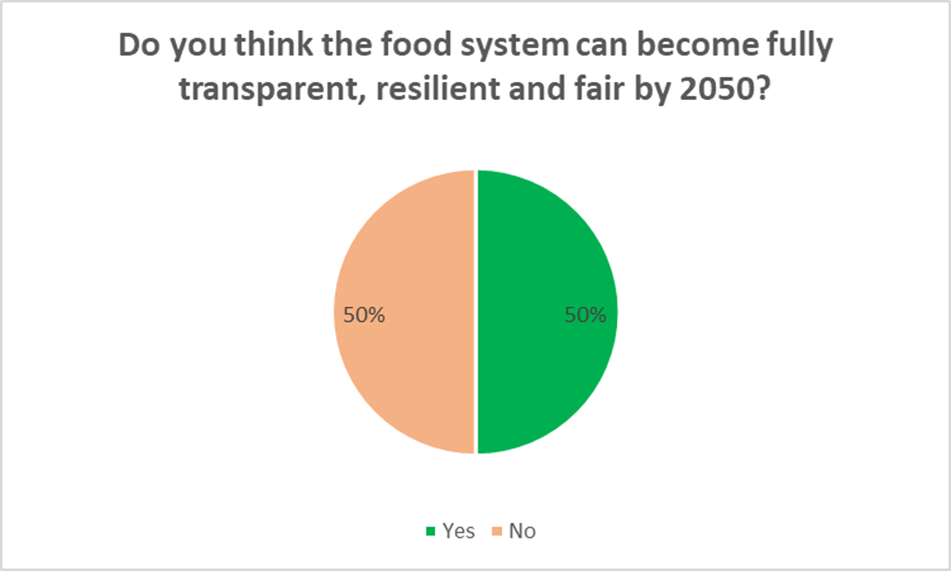 Do you think the food system can become fully
transparent, resilient and fair by 2050?
50%
50%
Yes No